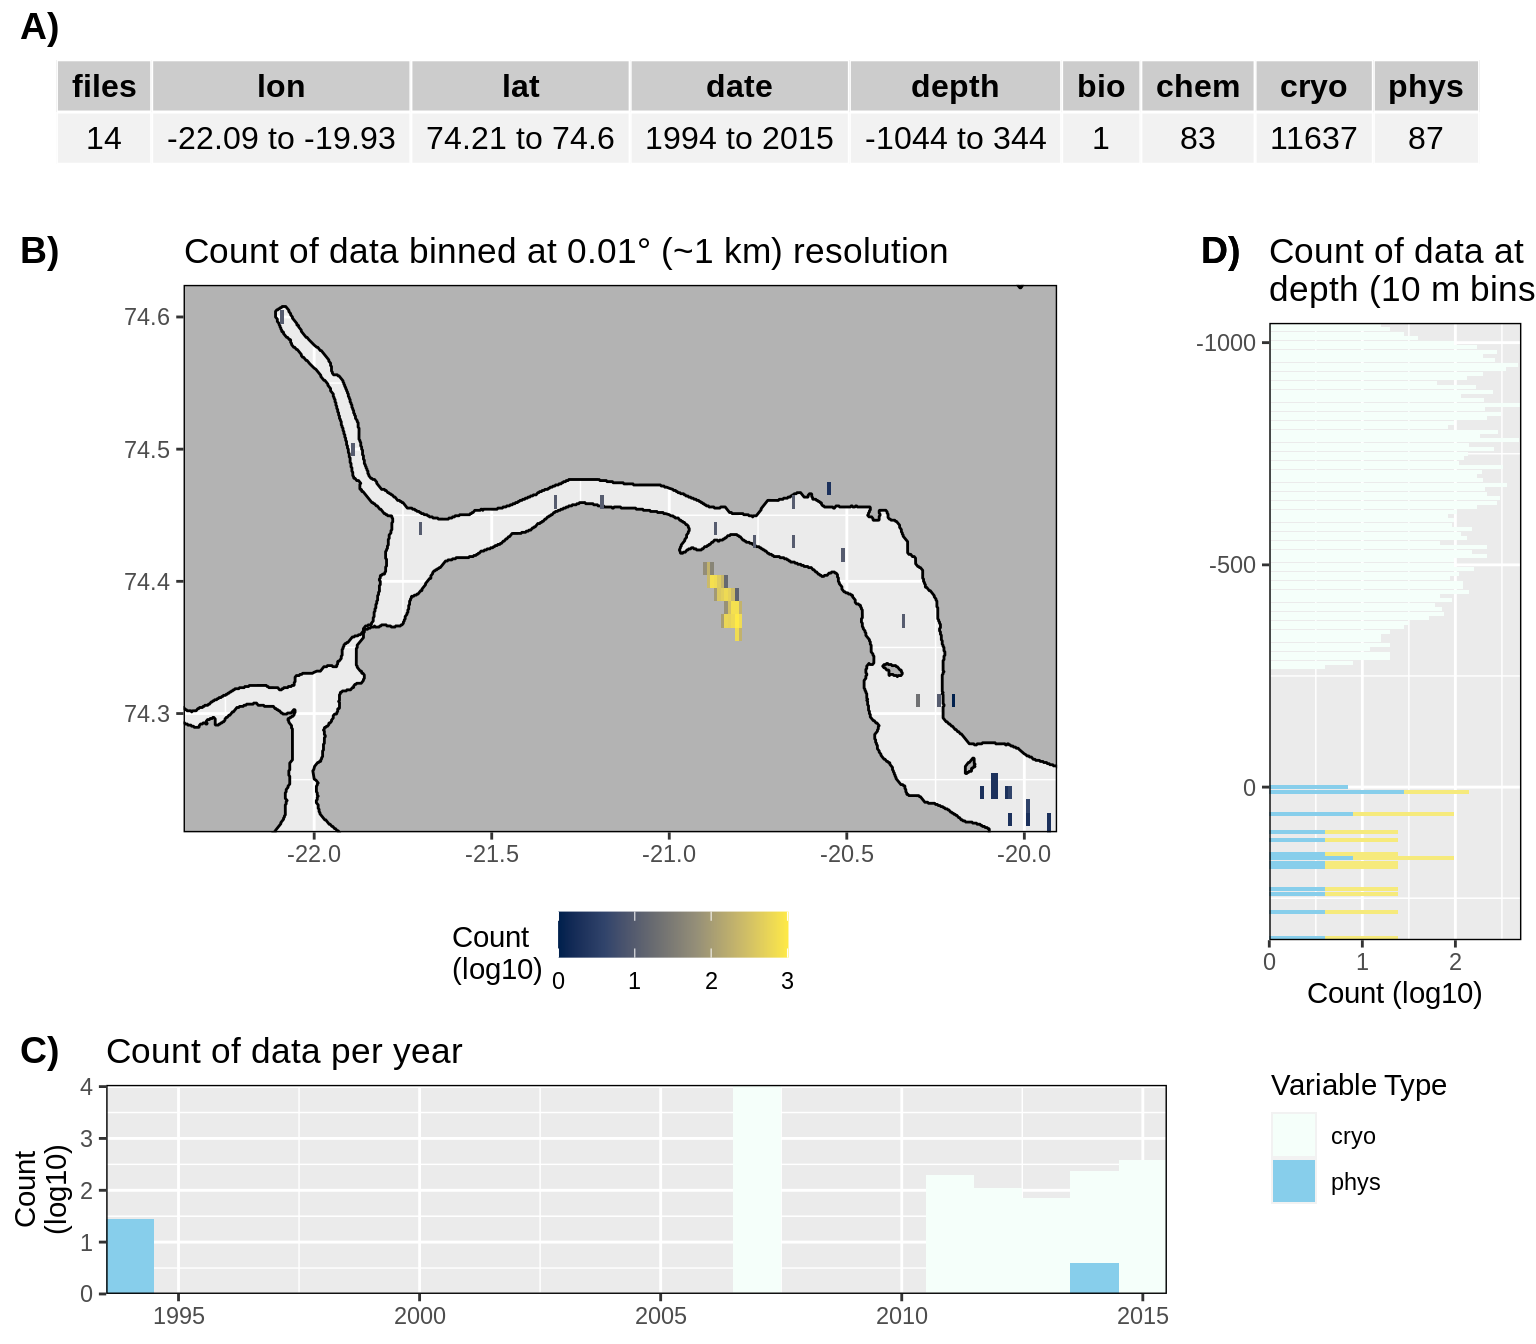 A)
files lon lat date depth bio chem cryo phys
14 -22.09 to -19.93 74.21 to 74.6 1994 to 2015 -1044 to 344 1 83 11637 87
B)
Count of data binned at 0.01° (~1 km) resolution
74.6
74.5
74.4
74.3
-22.0 -21.5 -21.0 -20.5 -20.0
Count
(log10)
0 1 2 3
D)
Count of data at
depth (10 m bins
-1000
-500
0
0 1 2
Count (log10)
C)
Count of data per year
Count
(log10)
4
3
2
1
0
1995 2000 2005 2010 2015
Variable Type
cryo
phys